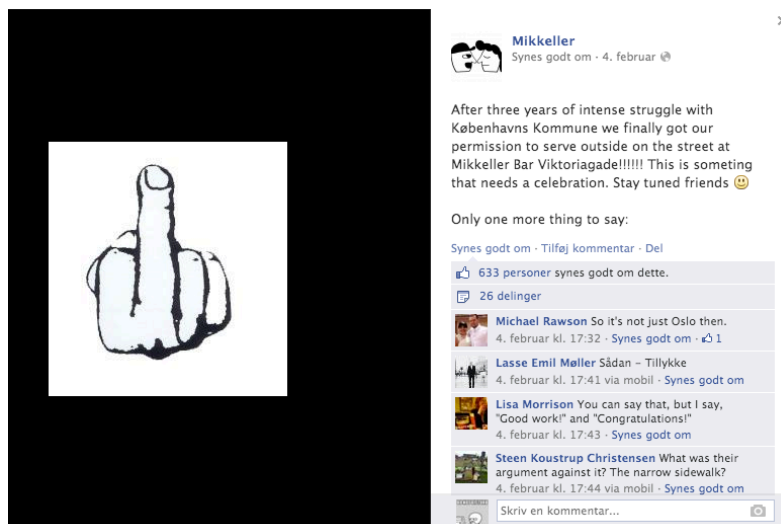 Mikkeller
Synes godt om · 4. februar
After three years of intense struggle with
Københavns Kommune we finally got our
permission to serve outside on the street at
Mikkeller Bar Viktoriagade!!!!!! This is someting
that needs a celebration. Stay tuned friends
Only one more thing to say:
Synes godt om · Tilføj kommentar · Del
633 personer synes godt om dette.
26 delinger
Michael Rawson So it's not just Oslo then.
4. februar kl. 17:32 · Synes godt om · 1
Lasse Emil Møller Sådan – Tillykke
4. februar kl. 17:41 via mobil · Synes godt om
Lisa Morrison You can say that, but I say,
"Good work!" and "Congratulations!"
4. februar kl. 17:43 · Synes godt om
Steen Koustrup Christensen What was their
argument against it? The narrow sidewalk?
4. februar kl. 17:44 via mobil · Synes godt om
Skriv en kommentar...